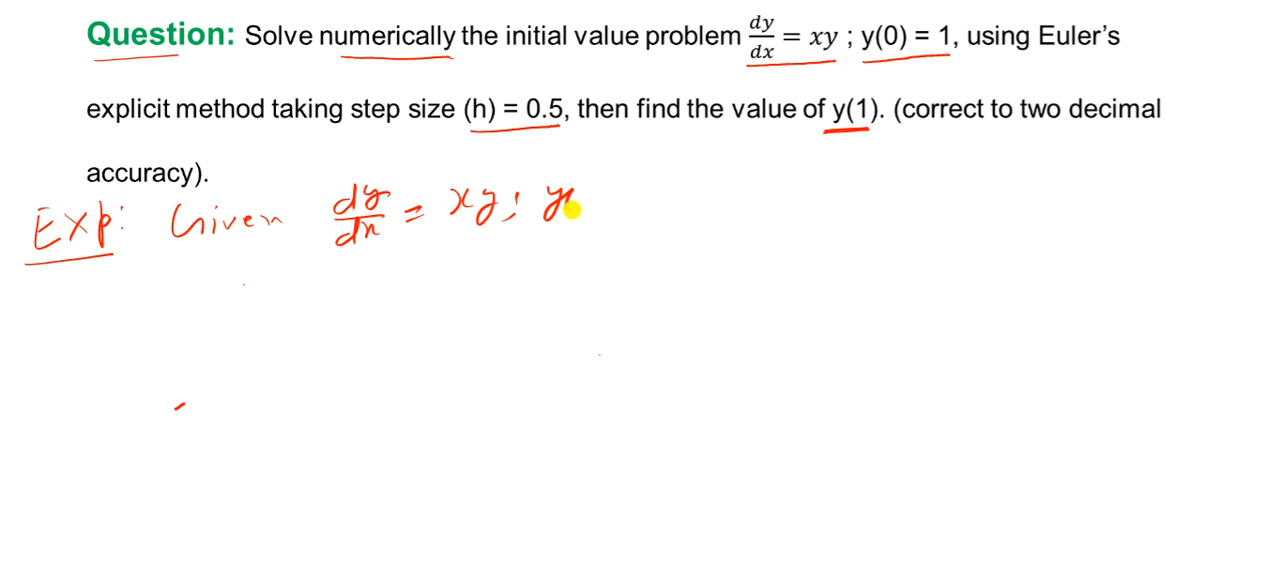 Question: Solve numerically the initial value problem dy/dx = xy ; y(0) = 1, using Euler's
explicit method taking step size (h) = 0.5, then find the value of y(1). (correct to two decimal
accuracy).
Exp: Given dy/dx = xy; y